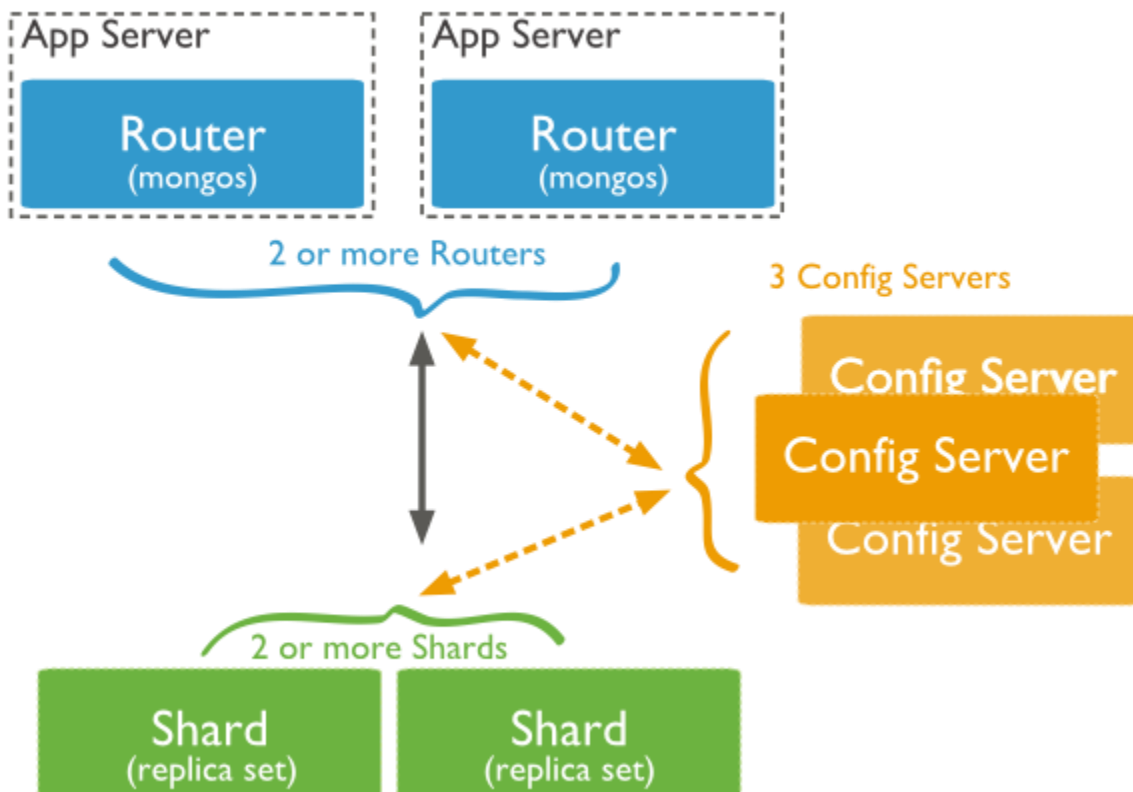 App Server
App Server
Router
(mongos)
Router
(mongos)
2 or more Routers
3 Config Servers
Config Server
Config Server
Config Server
2 or more Shards
Shard
(replica set)
Shard
(replica set)